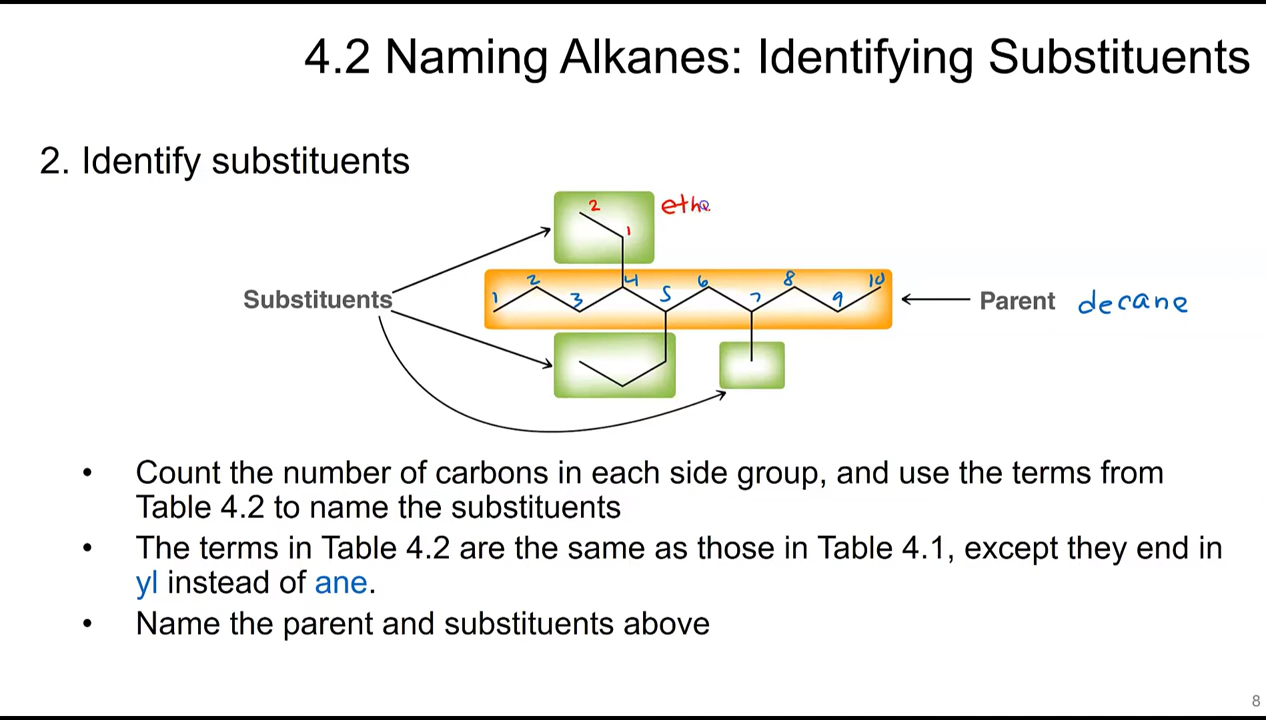 4.2 Naming Alkanes: Identifying Substituents
2. Identify substituents
2
ethe
1
Substituents
1 2 3 4 5 6 7 8 9 10
Parent decane
• Count the number of carbons in each side group, and use the terms from
Table 4.2 to name the substituents
• The terms in Table 4.2 are the same as those in Table 4.1, except they end in
yl instead of ane.
• Name the parent and substituents above
8